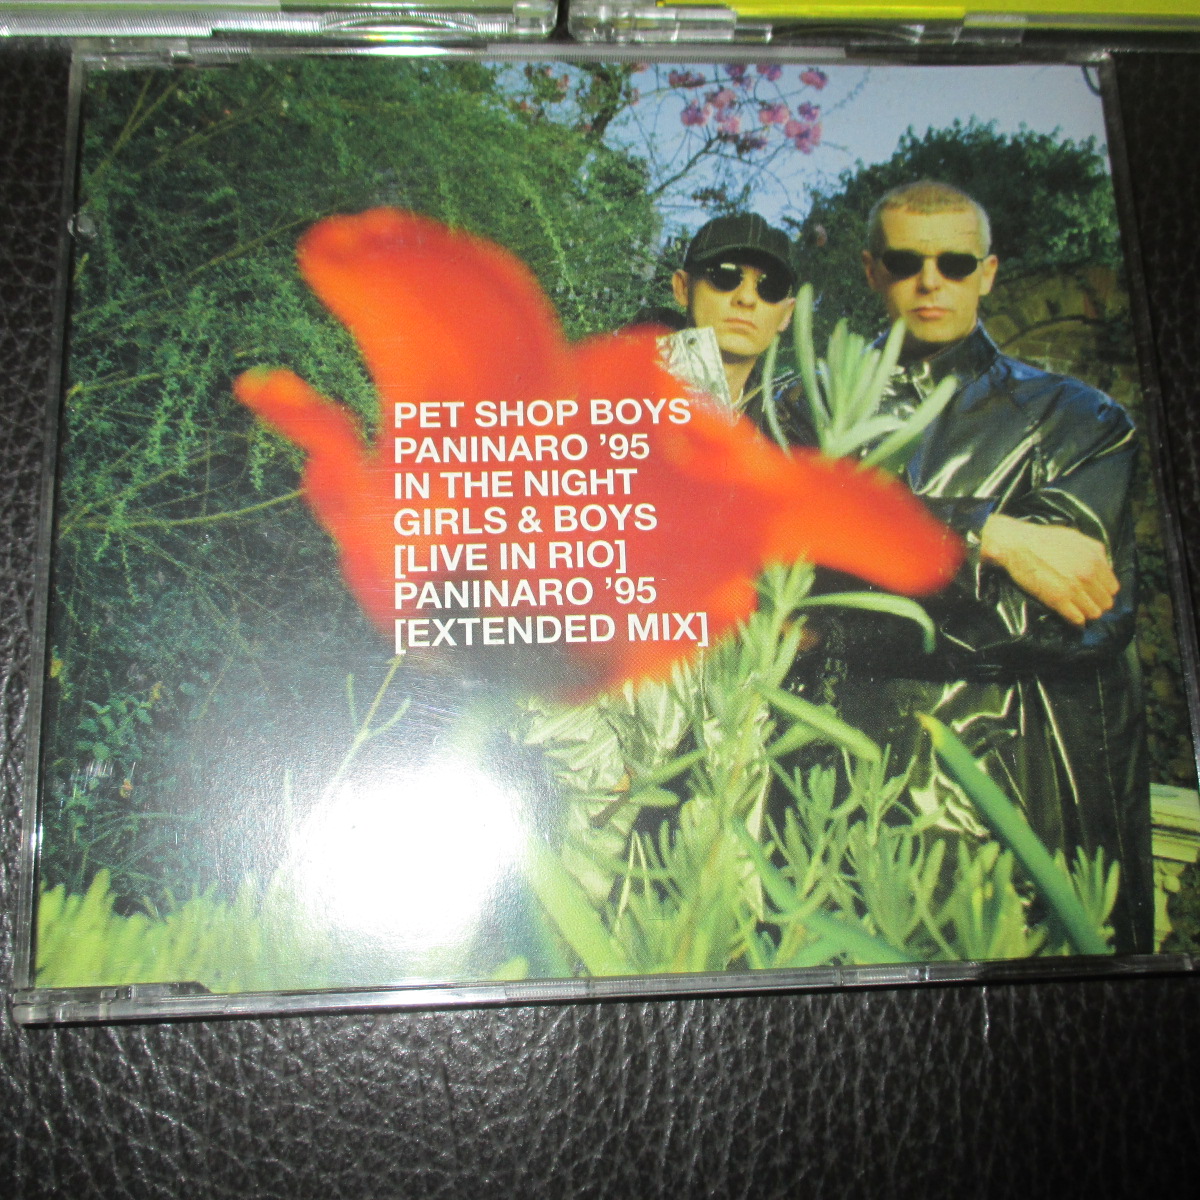 PET SHOP BOYS
PANINARO ’95
IN THE NIGHT
GIRLS & BOYS
[LIVE IN RIO]
PANINARO ’95
[EXTENDED MIX]